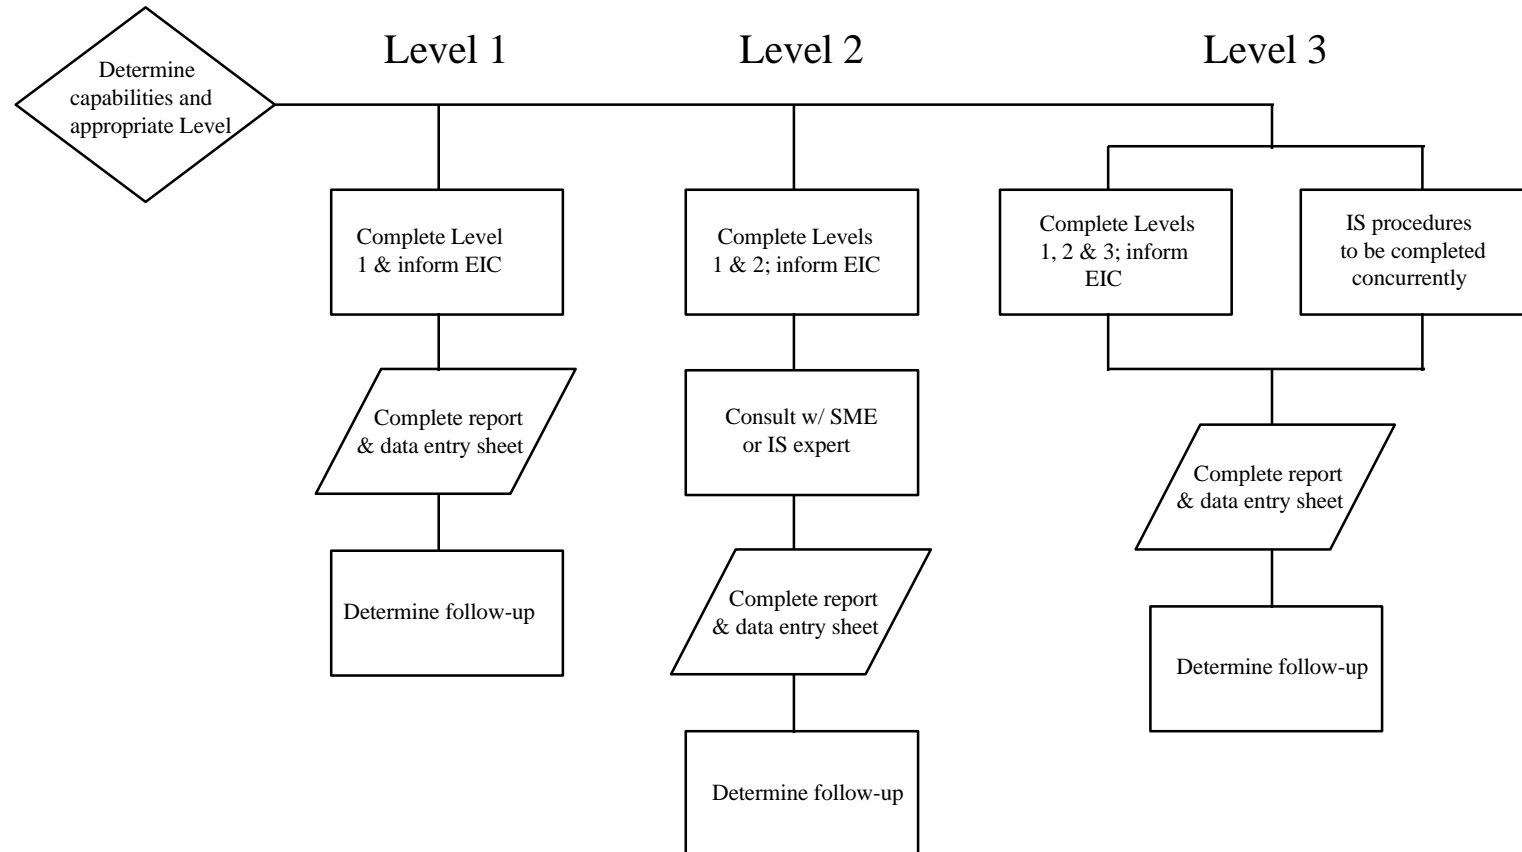 Level 1
Level 2
Level 3
Determine
capabilities and
appropriate Level
Complete Level
1 & inform EIC
Complete Levels
1 & 2; inform EIC
Complete Levels
1, 2 & 3; inform
EIC
IS procedures
to be completed
concurrently
Complete report
& data entry sheet
Consult w/ SME
or IS expert
Complete report
& data entry sheet
Determine follow-up
Complete report
& data entry sheet
Determine follow-up
Determine follow-up